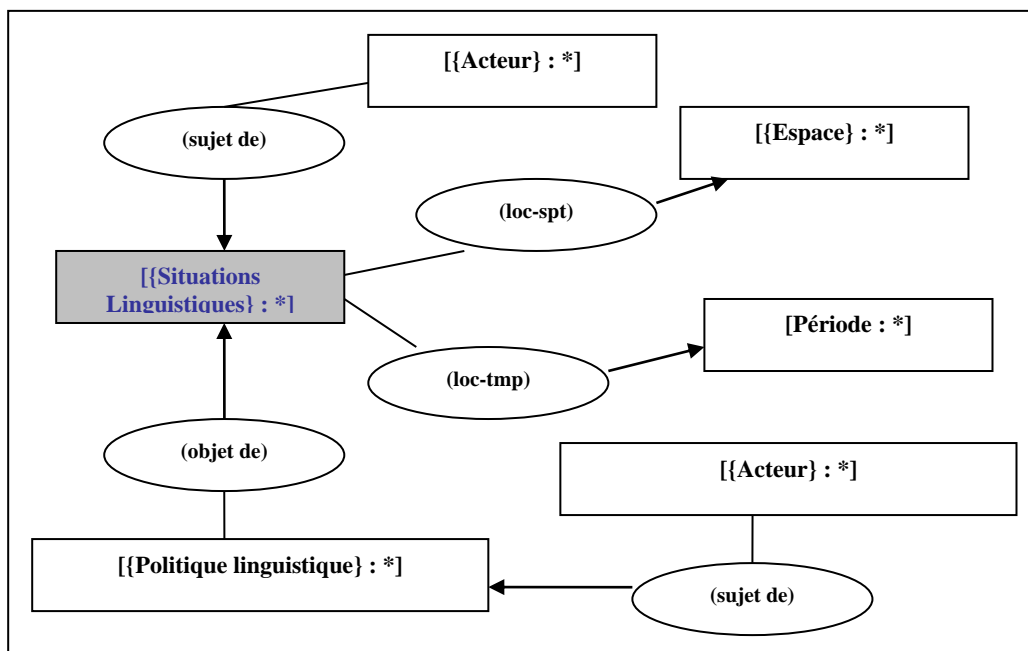 [{Acteur} : *]
(sujet de)
[{Espace} : *]
(loc-spt)
[{Situations
Linguistiques} : *]
[Période : *]
(loc-tmp)
(objet de)
[{Acteur} : *]
[{Politique linguistique} : *]
(sujet de)